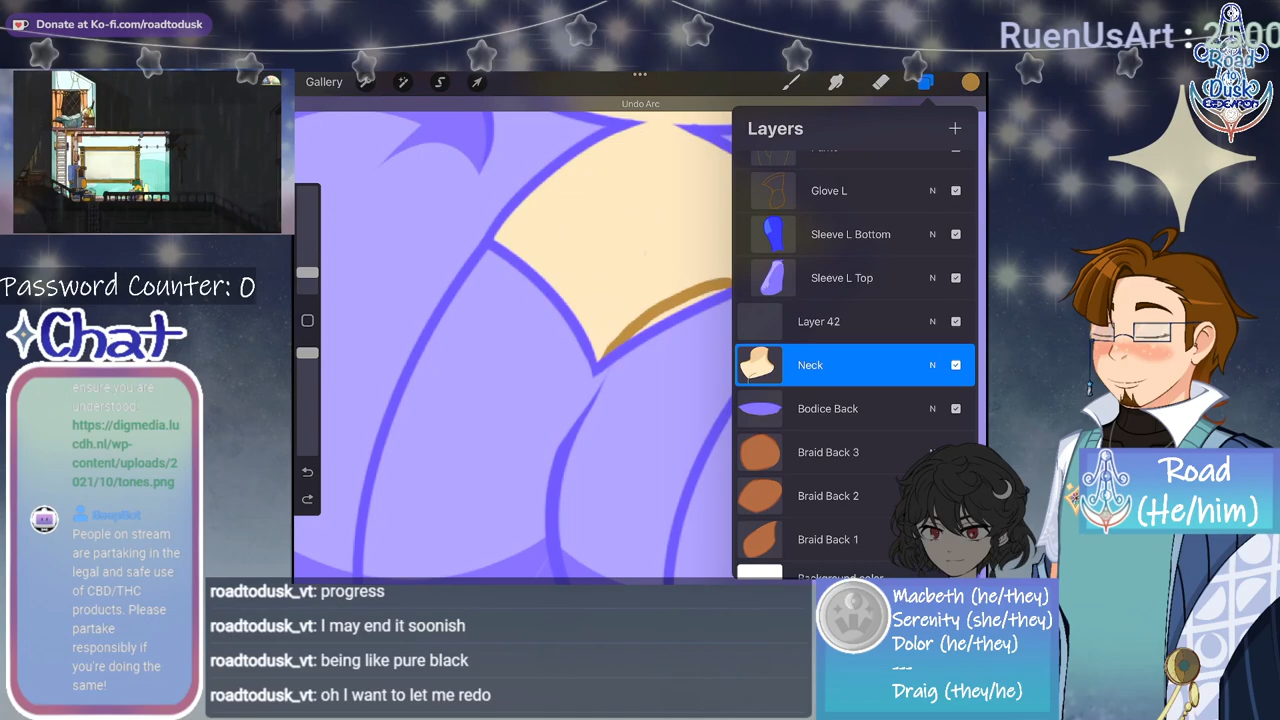 Donate at Ko-fi.com/roadtodusk
RuenUsArt : 2500
Road
to
Dusk
Gallery
Undo Arc
Layers
Glove L
N
Sleeve L Bottom
N
Sleeve L Top
N
Layer 42
N
Neck
N
Bodice Back
N
Braid Back 3
Braid Back 2
Braid Back 1
Background color
Password Counter: 0
Chat
ensure you are
understood:
https://digmedia.lu
cdh.nl/wp-
content/uploads/2
021/10/tones.png
People on stream
are partaking in the
legal and safe use
of CBD/THC
products. Please
partake
responsibly if
you're doing the
same!
roadtodusk_vt: progress
roadtodusk_vt: I may end it soonish
roadtodusk_vt: being like pure black
roadtodusk_vt: oh I want to let me redo
Road
(He/him)
Macbeth (he/they)
Serenity (she/they)
Dolor (he/they)
---
Draig (they/he)